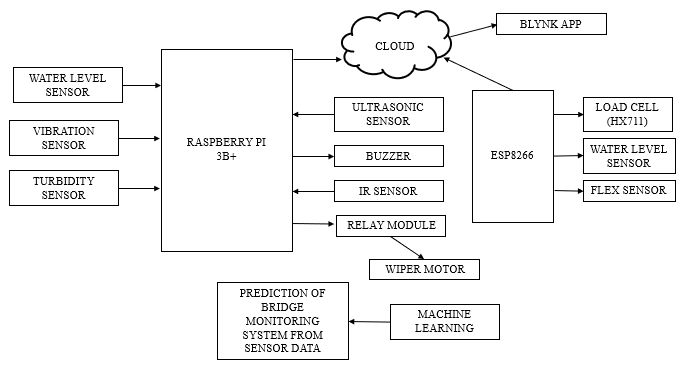 BLYNK APP
CLOUD
WATER LEVEL
SENSOR
VIBRATION
SENSOR
TURBIDITY
SENSOR
RASPBERRY PI
3B+
ULTRASONIC
SENSOR
BUZZER
IR SENSOR
RELAY MODULE
WIPER MOTOR
ESP8266
LOAD CELL
(HX711)
WATER LEVEL
SENSOR
FLEX SENSOR
PREDICTION OF
BRIDGE
MONITORING
SYSTEM FROM
SENSOR DATA
MACHINE
LEARNING